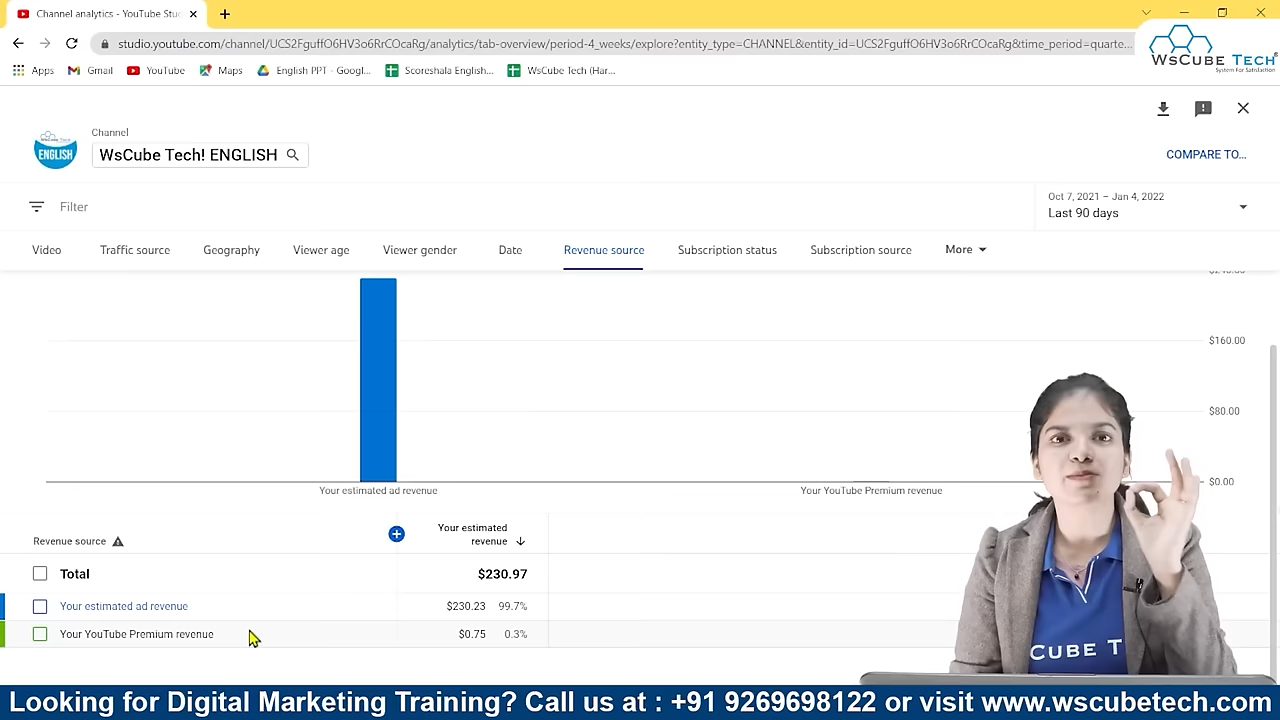 Channel analytics - YouTube Stu
studio.youtube.com/channel/UCS2FguffO6HV3o6RrCOcaRg/analytics/tab-overview/period-4_weeks/explore?entity_type=CHANNEL&entity_id=UCS2FguffO6HV3o6RrCOcaRg&time_period=quarte...
WsCube Tech®
System For Satisfaction
Apps Gmail YouTube Maps English PPT - Googl... Scoreshala English... WsCube Tech (Har...
Channel
ENGLISH
WsCube Tech! ENGLISH
COMPARE TO...
Filter
Oct 7, 2021 – Jan 4, 2022
Last 90 days
Video Traffic source Geography Viewer age Viewer gender Date Revenue source Subscription status Subscription source More
$240.00
$160.00
$80.00
$0.00
Your estimated ad revenue Your YouTube Premium revenue
Revenue source Your estimated
revenue
Total $230.97
Your estimated ad revenue $230.23 99.7%
Your YouTube Premium revenue $0.75 0.3%
CUBE T
Looking for Digital Marketing Training? Call us at : +91 9269698122 or visit www.wscubetech.com